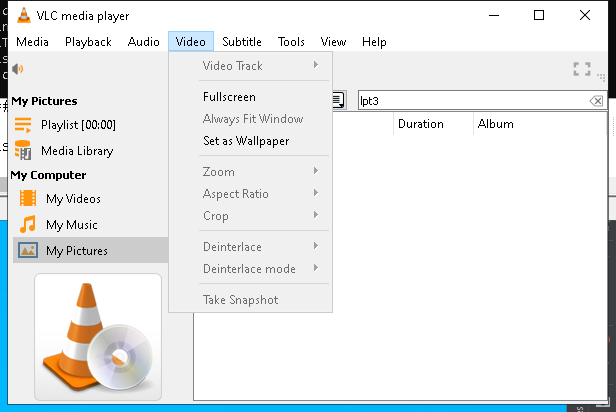 VLC media player
Media Playback Audio Video Subtitle Tools View Help
Video Track
Fullscreen
Always Fit Window
Set as Wallpaper
Zoom
Aspect Ratio
Crop
Deinterlace
Deinterlace mode
Take Snapshot
My Pictures
Playlist [00:00]
Media Library
My Computer
My Videos
My Music
My Pictures
lpt3
Duration Album